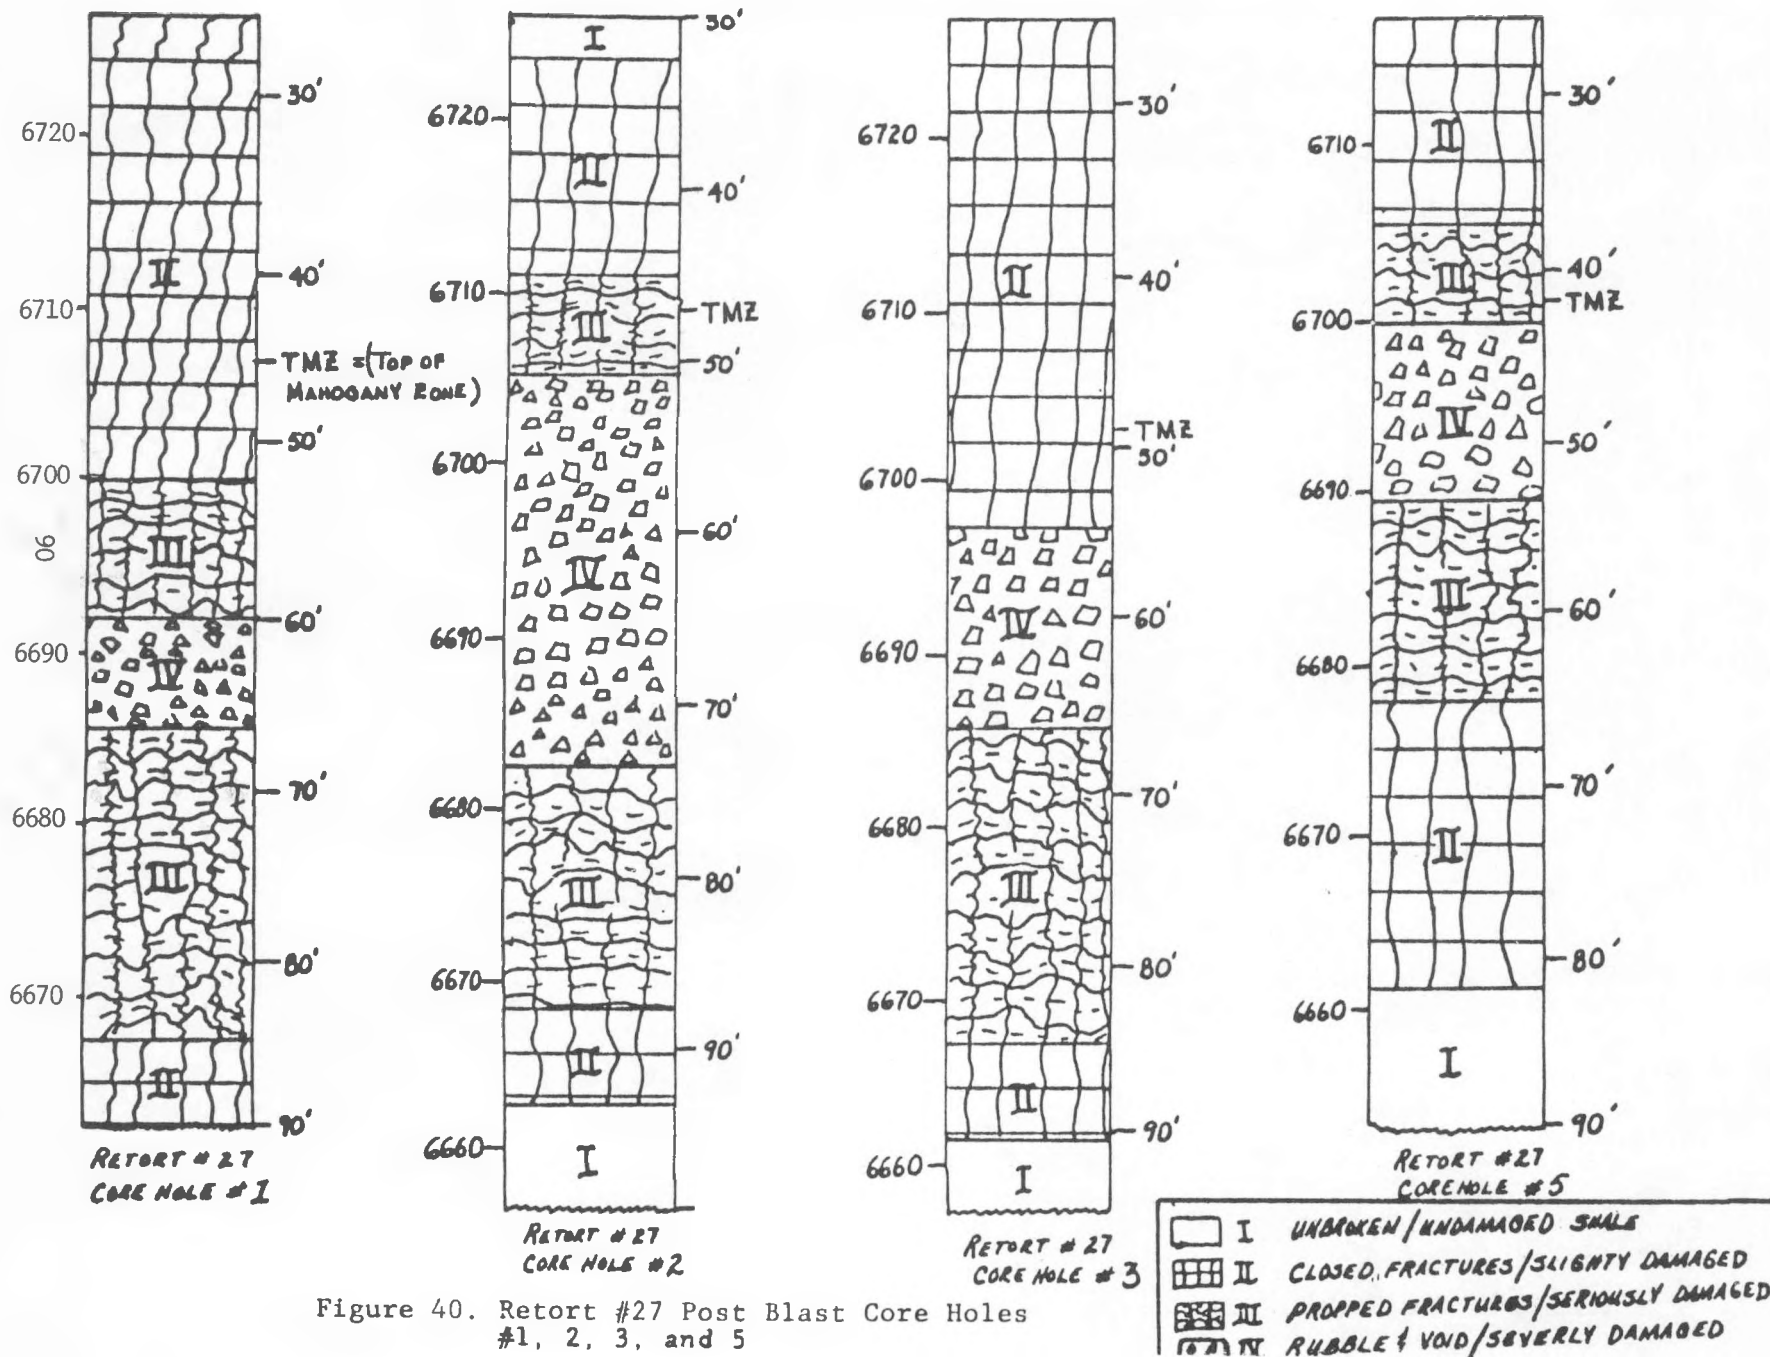 30'
6720
II
40'
6710
TMZ = (TOP OF
MAHOGANY ZONE)
50'
6700
III
60'
6690
IV
70'
6680
III
80'
6670
II
90'
RETORT # 27
CORE HOLE # 1
90
30'
I
6720
II
40'
6710
TMZ
III
50'
6700
60'
IV
6690
70'
6680
80'
III
6670
90'
II
6660
I
RETORT # 27
CORE HOLE # 2
30'
6720
II
40'
6710
TMZ
50'
6700
60'
IV
6690
70'
6680
III
80'
6670
II
90'
6660
I
RETORT # 27
CORE HOLE # 3
30'
6710
II
40'
III
TMZ
6700
IV
50'
6690
III
60'
6680
70'
6670
II
80'
6660
I
90'
RETORT #27
CORE HOLE # 5
I UNBROKEN/UNDAMAGED SHALE
II CLOSED FRACTURES/SLIGHTY DAMAGED
III PROPPED FRACTURES/SERIOUSLY DAMAGED
IV RUBBLE & VOID/SEVERLY DAMAGED
Figure 40. Retort #27 Post Blast Core Holes
#1, 2, 3, and 5